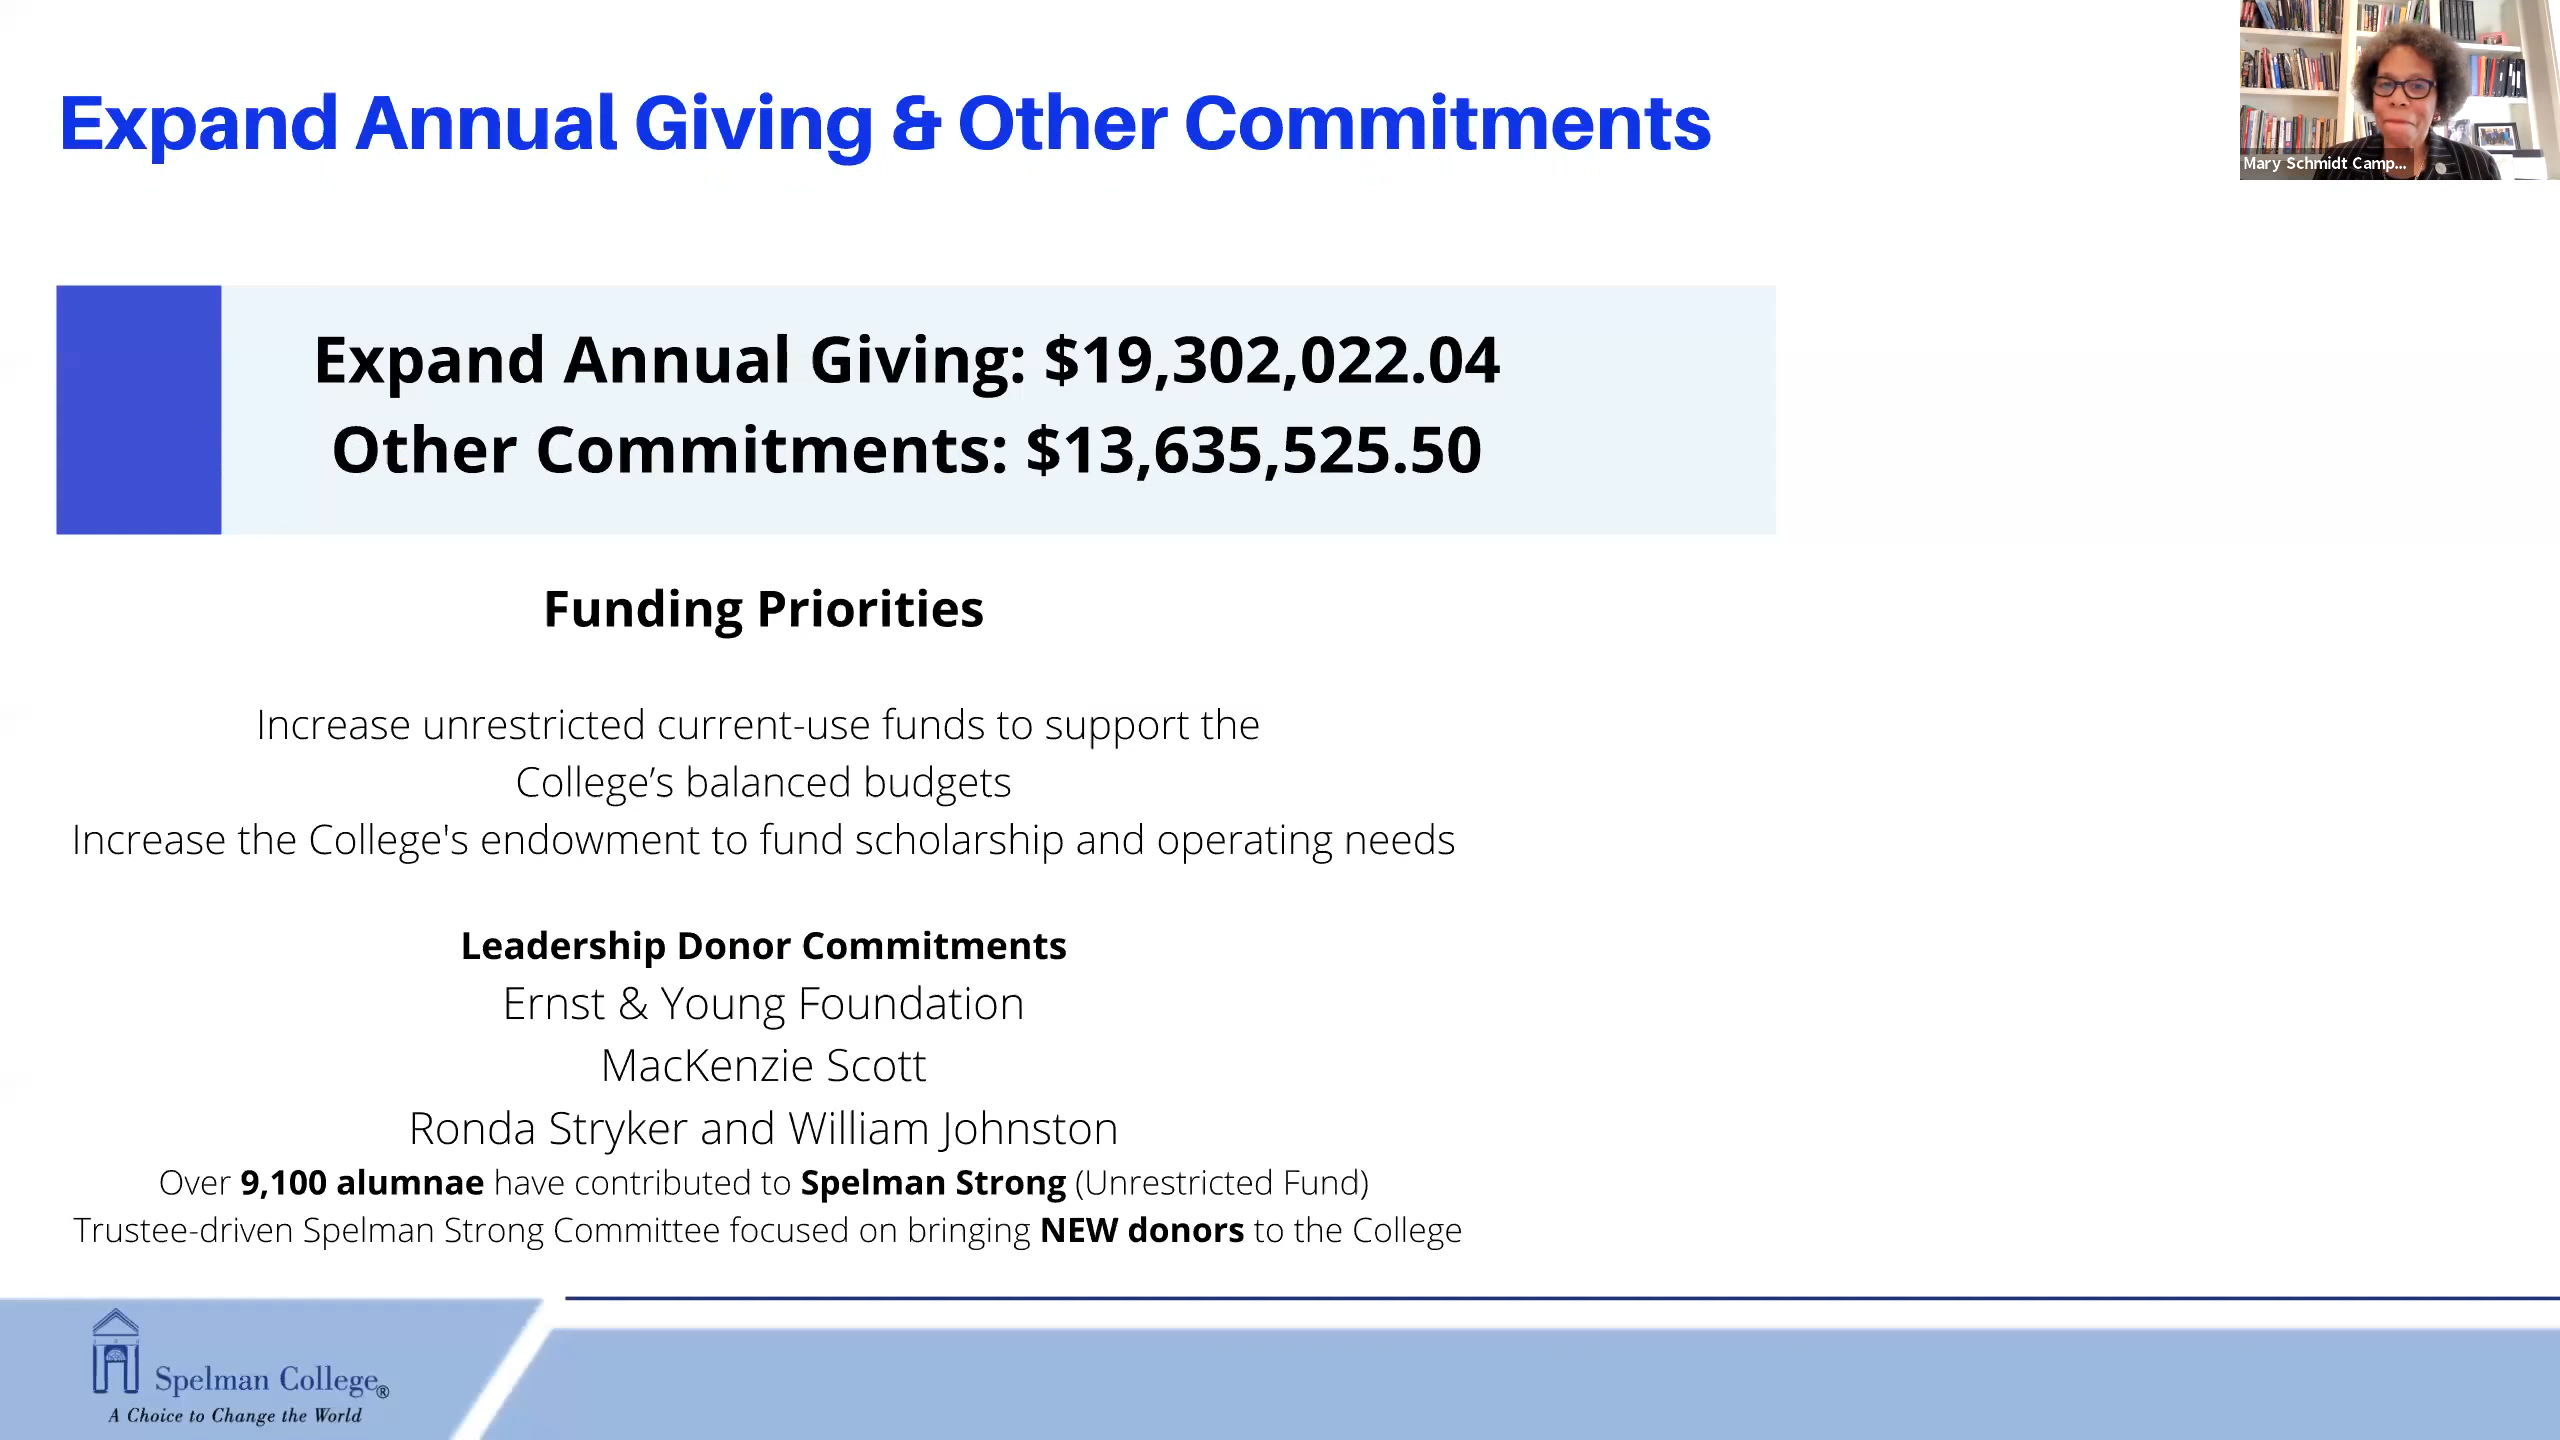 Expand Annual Giving & Other Commitments
Mary Schmidt Camp...
Expand Annual Giving: $19,302,022.04
Other Commitments: $13,635,525.50
Funding Priorities
Increase unrestricted current-use funds to support the
College’s balanced budgets
Increase the College's endowment to fund scholarship and operating needs
Leadership Donor Commitments
Ernst & Young Foundation
MacKenzie Scott
Ronda Stryker and William Johnston
Over 9,100 alumnae have contributed to Spelman Strong (Unrestricted Fund)
Trustee-driven Spelman Strong Committee focused on bringing NEW donors to the College
Spelman College®
A Choice to Change the World